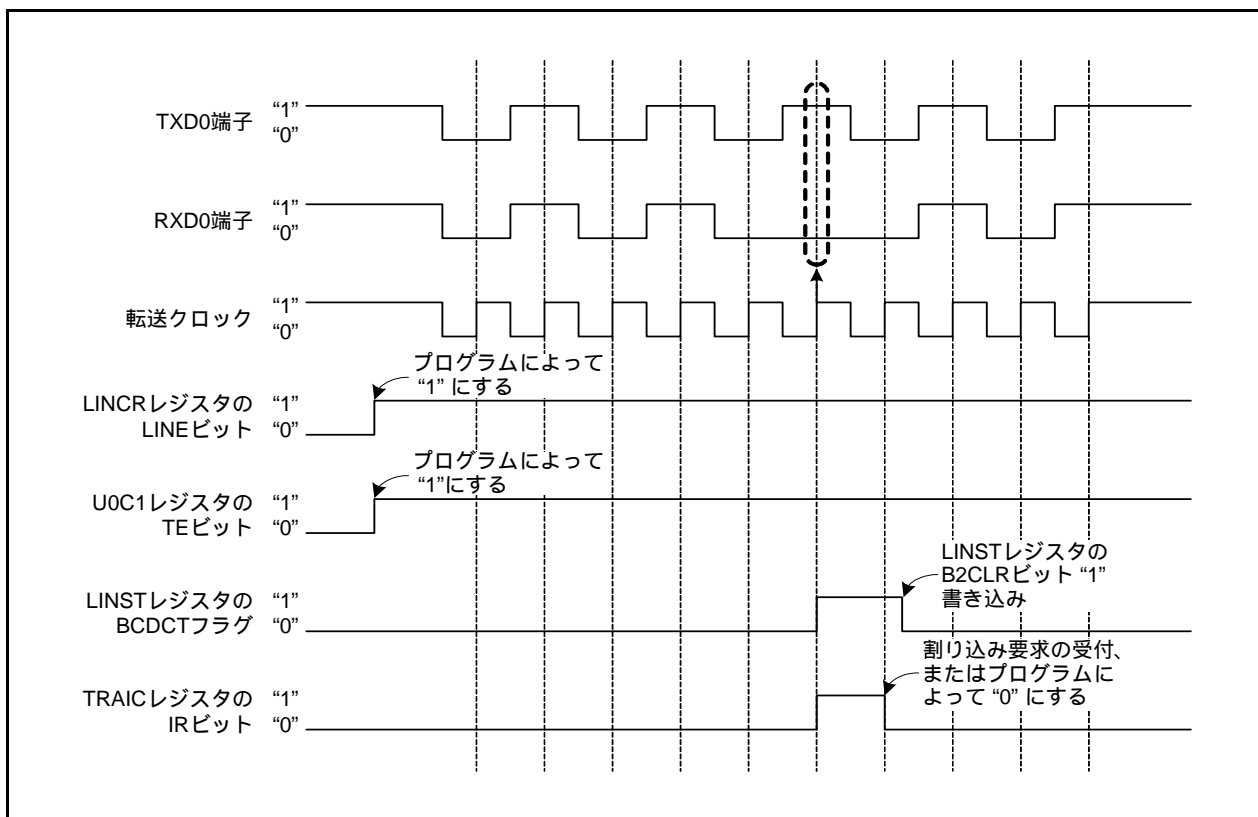 TXD0端子 “1”
“0”
RXD0端子 “1”
“0”
転送クロック “1”
“0”
プログラムによって
“1” にする
LINCRレジスタの “1”
LINEビット “0”
プログラムによって
“1”にする
U0C1レジスタの “1”
TEビット “0”
LINSTレジスタの
B2CLRビット “1”
書き込み
LINSTレジスタの “1”
BCDCTフラグ “0”
割り込み要求の受付、
またはプログラムに
よって “0” にする
TRAICレジスタの “1”
IRビット “0”